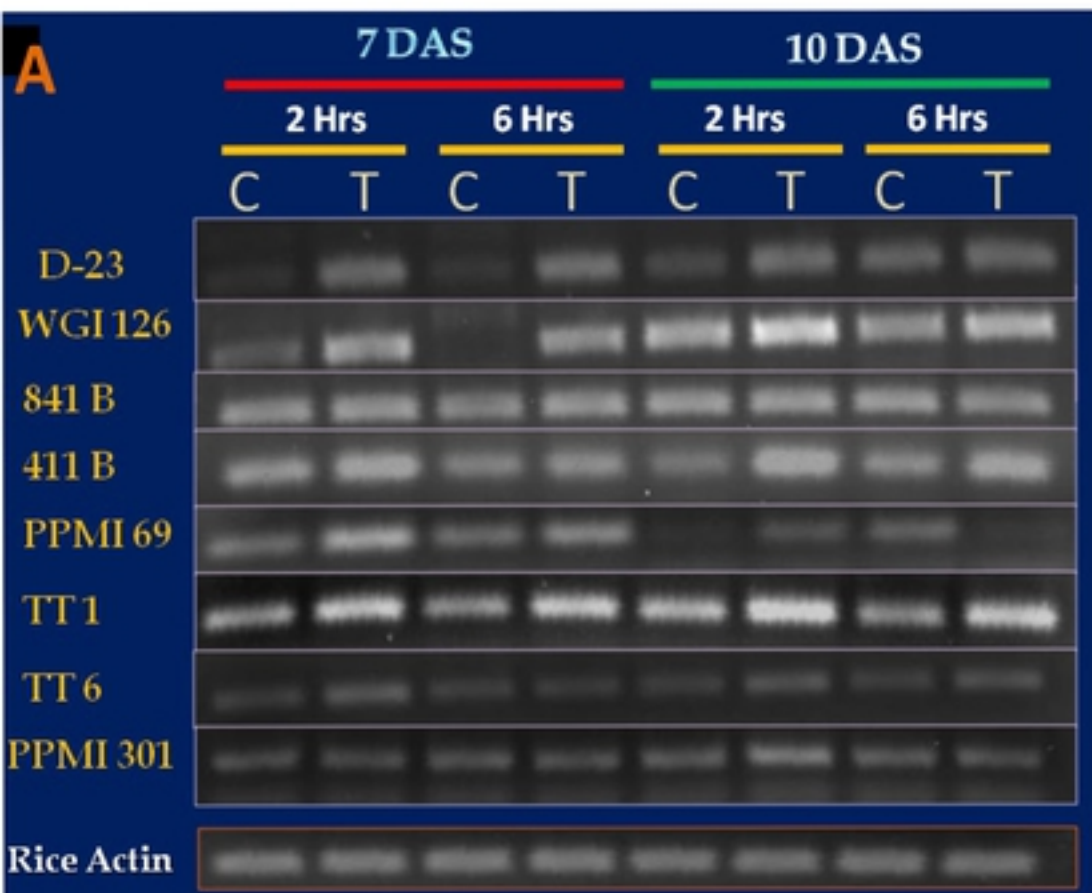 A
7 DAS 10 DAS
2 Hrs 6 Hrs 2 Hrs 6 Hrs
C T C T C T C T
D-23
WGI 126
841 B
411 B
PPMI 69
TT 1
TT 6
PPMI 301
Rice Actin